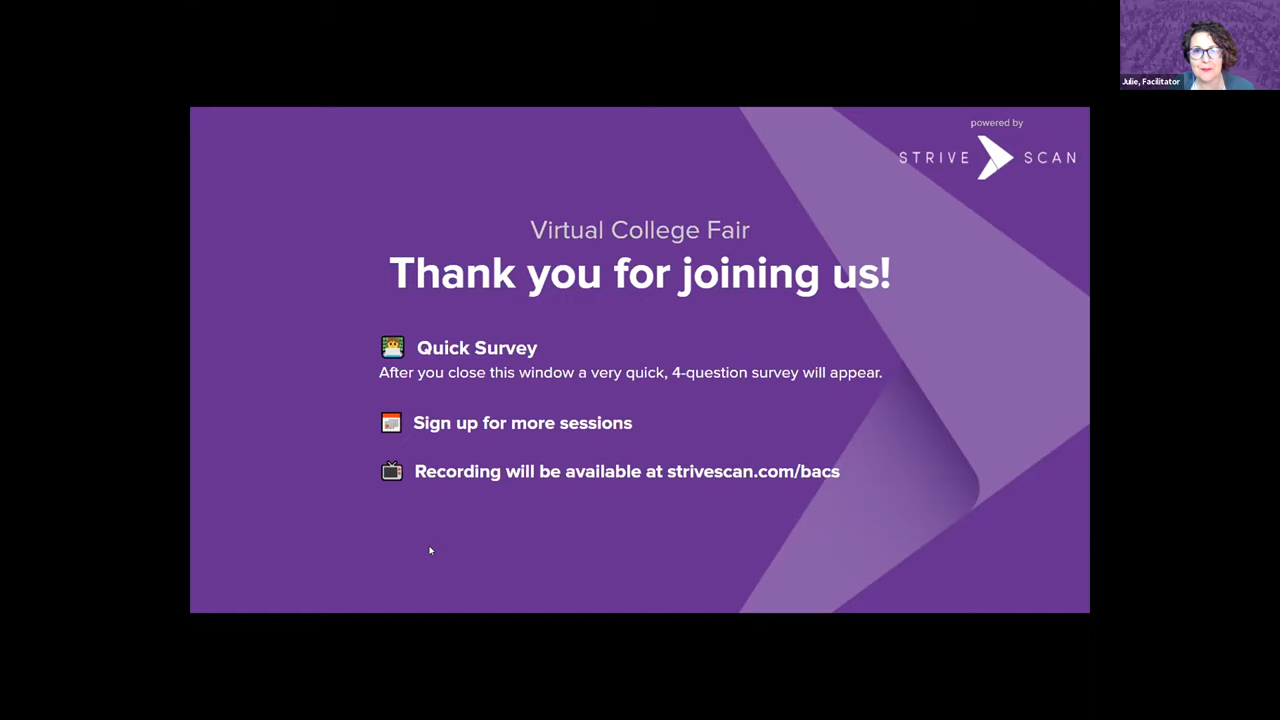 Julie, Facilitator
powered by
STRIVE SCAN
Virtual College Fair
Thank you for joining us!
Quick Survey
After you close this window a very quick, 4-question survey will appear.
Sign up for more sessions
Recording will be available at strivescan.com/bacs